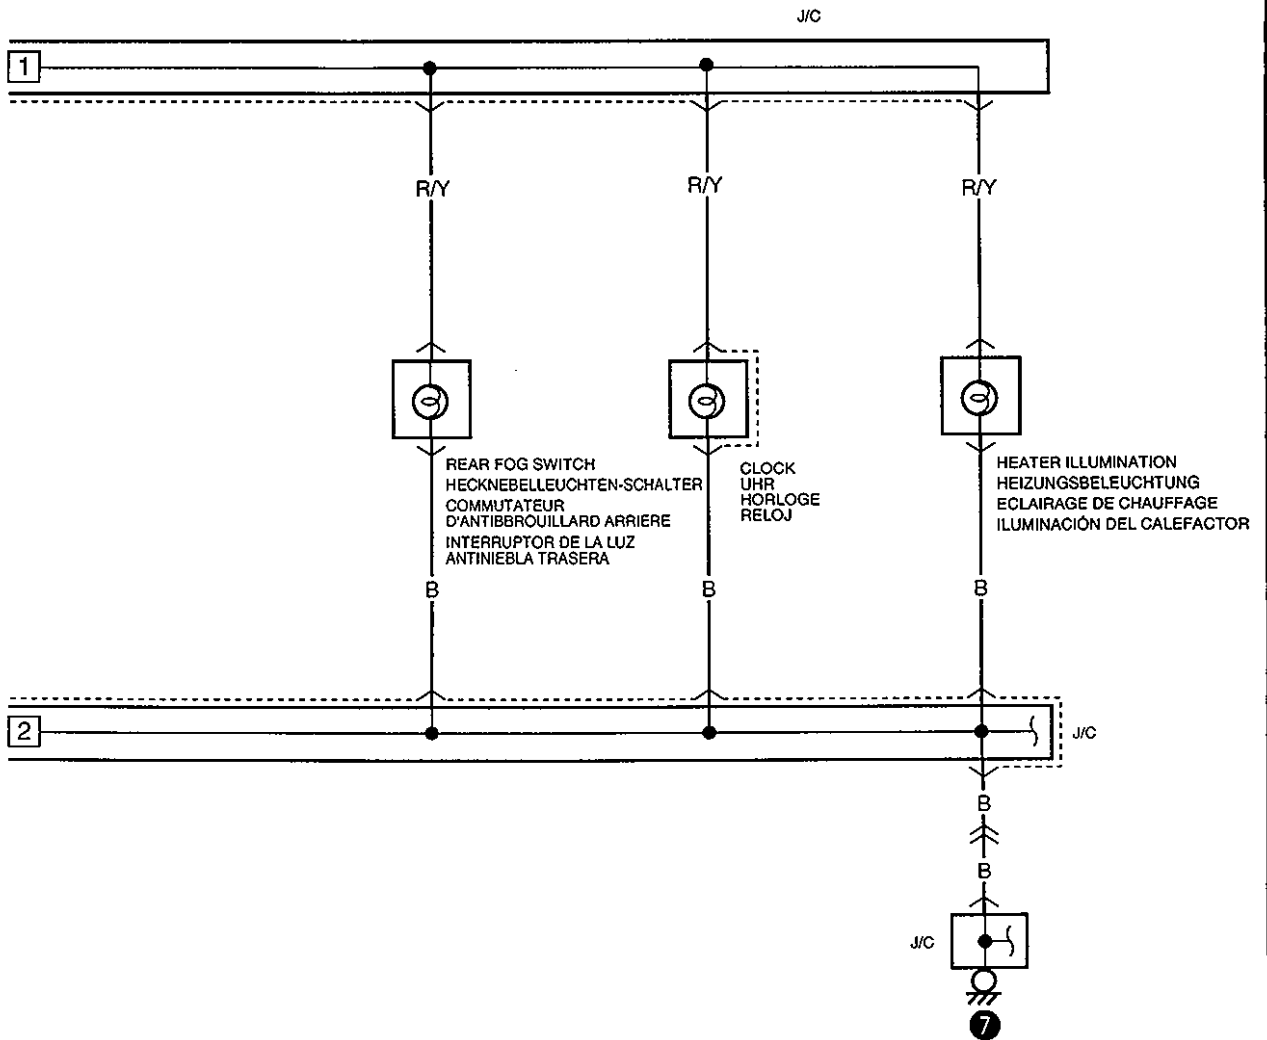 J/C
1
R/Y
R/Y
R/Y
REAR FOG SWITCH
HECKNEBELLEUCHTEN-SCHALTER
COMMUTATEUR
D'ANTIBBROUILLARD ARRIERE
INTERRUPTOR DE LA LUZ
ANTINIEBLA TRASERA
CLOCK
UHR
HORLOGE
RELOJ
HEATER ILLUMINATION
HEIZUNGSBELEUCHTUNG
ECLAIRAGE DE CHAUFFAGE
ILUMINACIÓN DEL CALEFACTOR
B
B
B
2
J/C
B
B
J/C
7